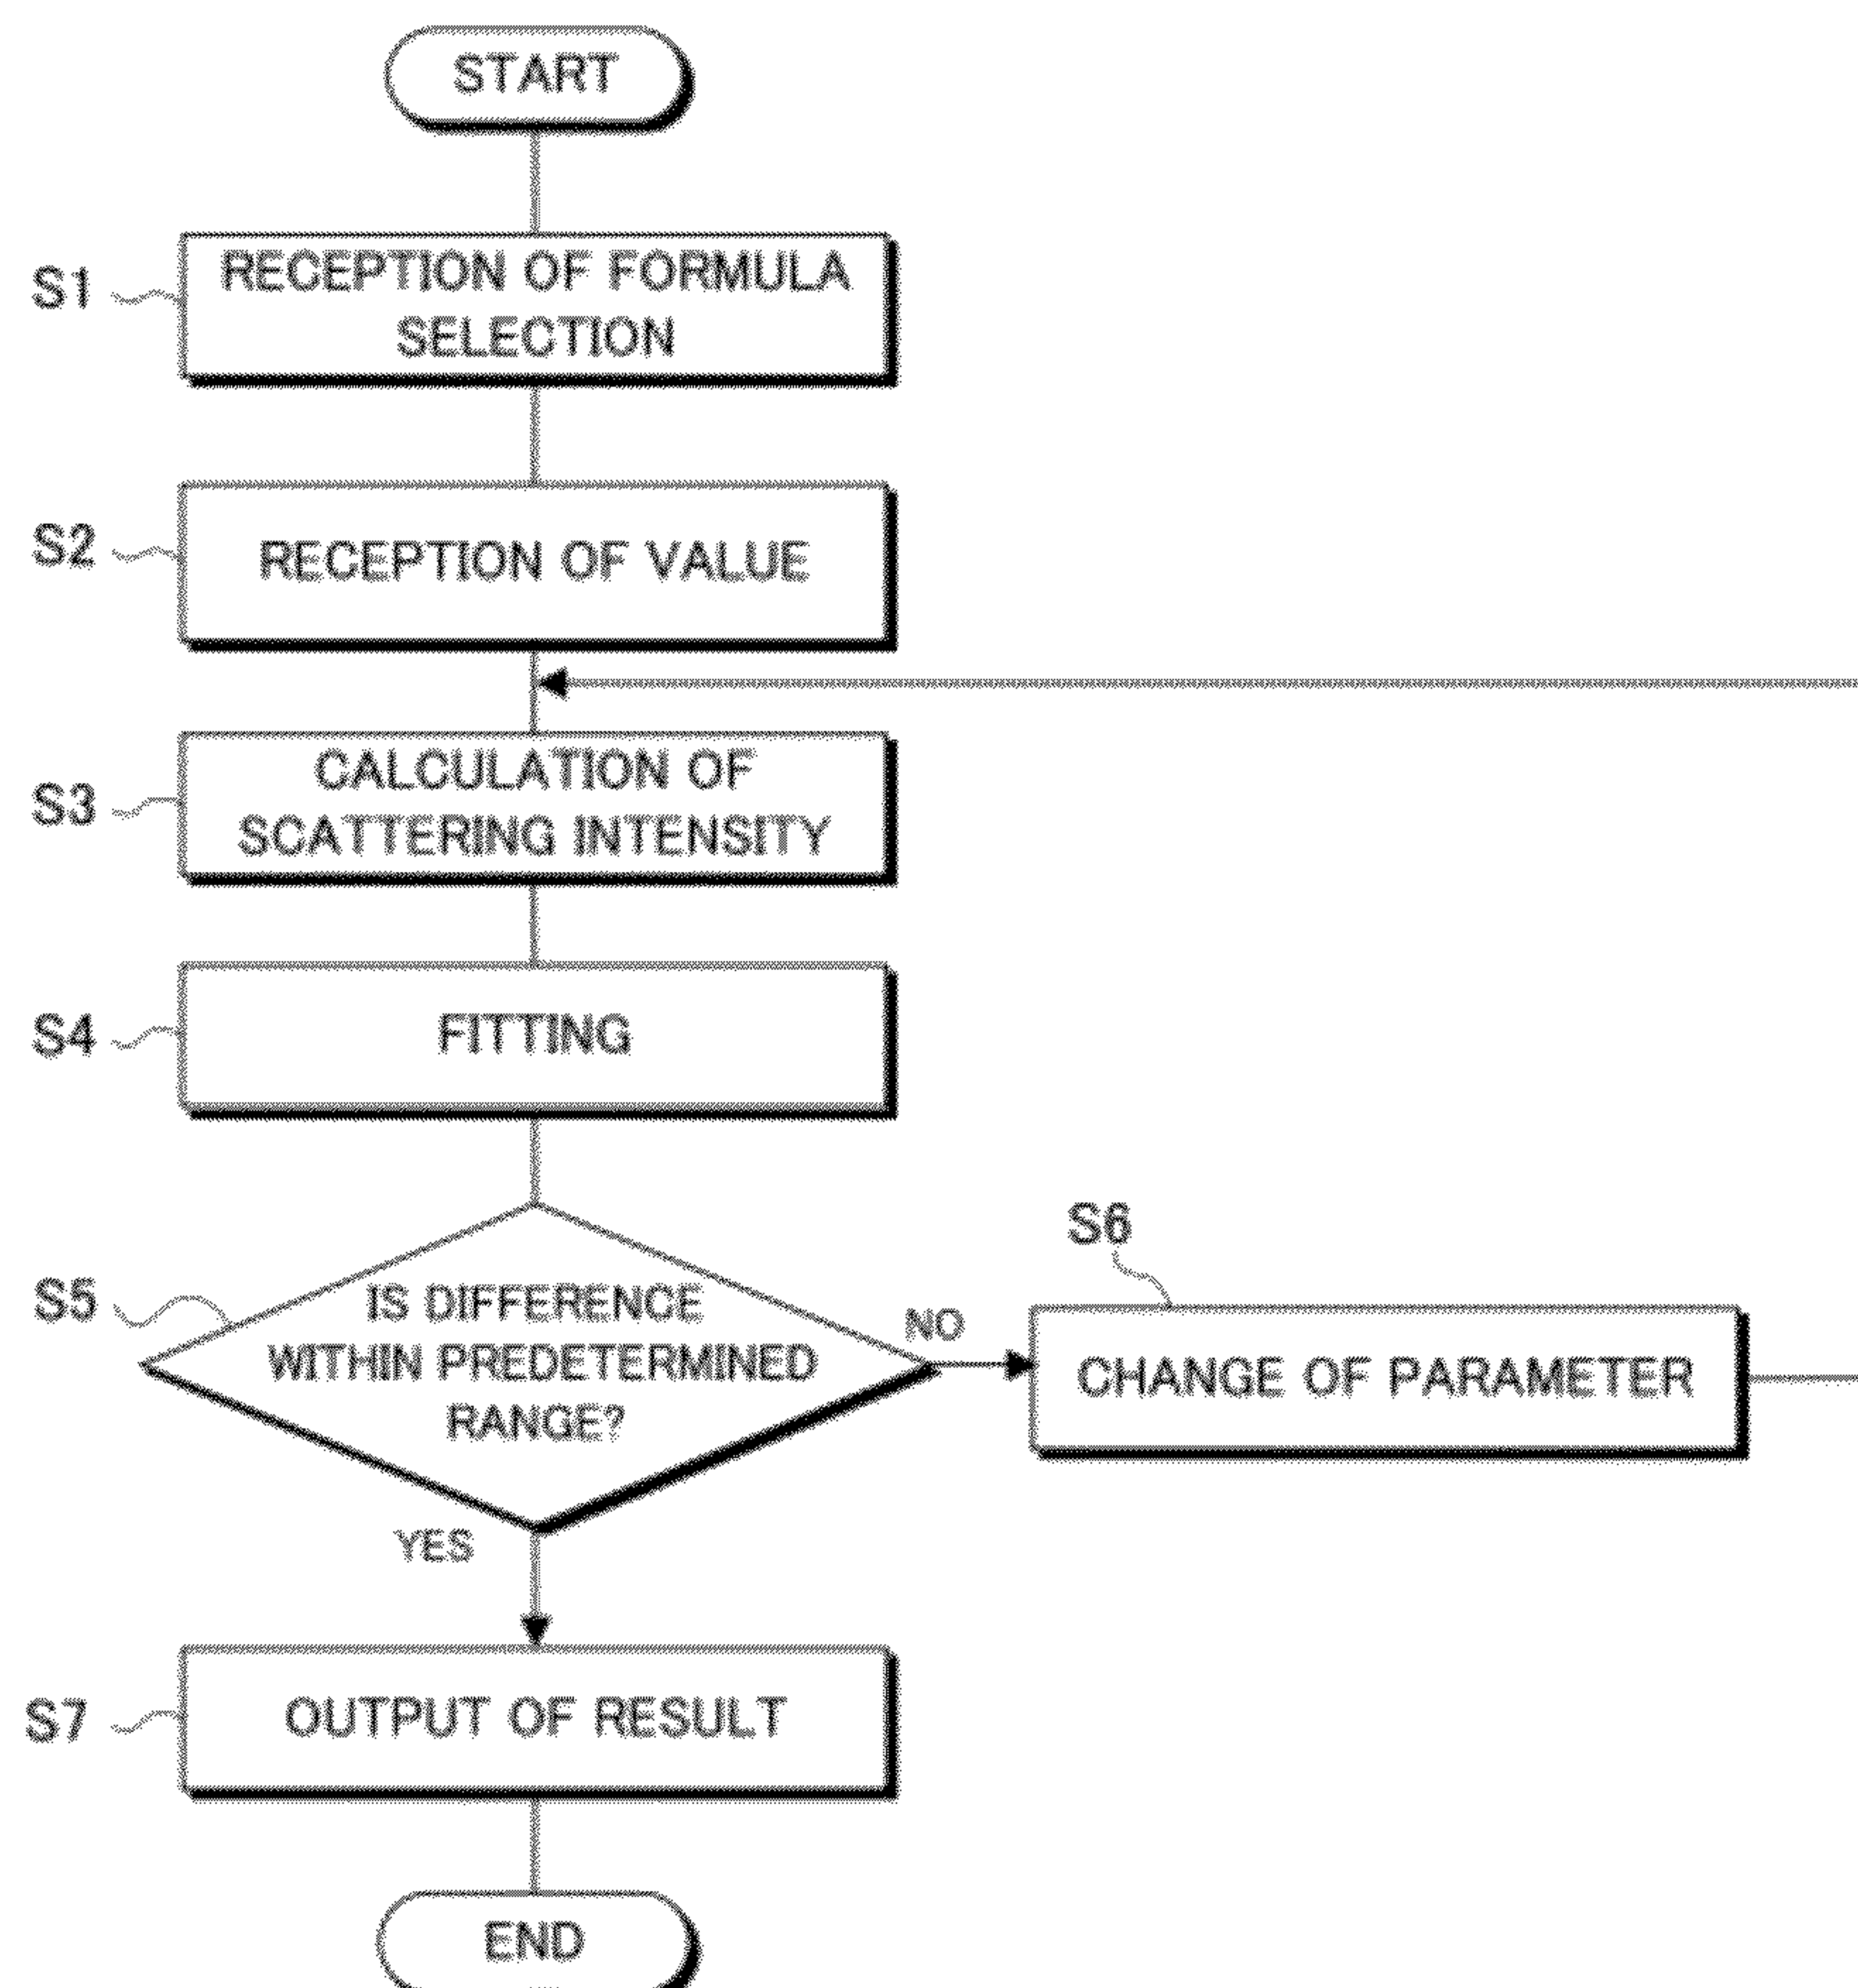 START
S1
RECEPTION OF FORMULA
SELECTION
S2
RECEPTION OF VALUE
S3
CALCULATION OF
SCATTERING INTENSITY
S4
FITTING
S5
IS DIFFERENCE
WITHIN PREDETERMINED
RANGE?
NO
S6
CHANGE OF PARAMETER
YES
S7
OUTPUT OF RESULT
END